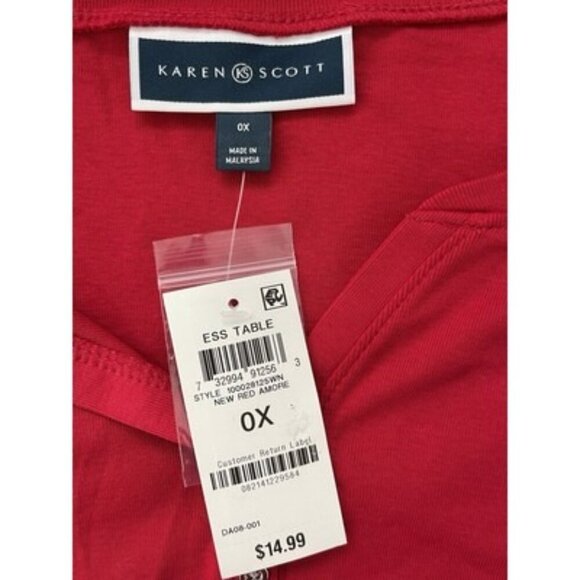 KAREN KS SCOTT
0X
MADE IN
MALAYSIA
ESS TABLE
7 32994 91256 3
STYLE 100028125WN
NEW RED AMORE
0X
Customer Return Label
082141229584
DA08-001
$14.99